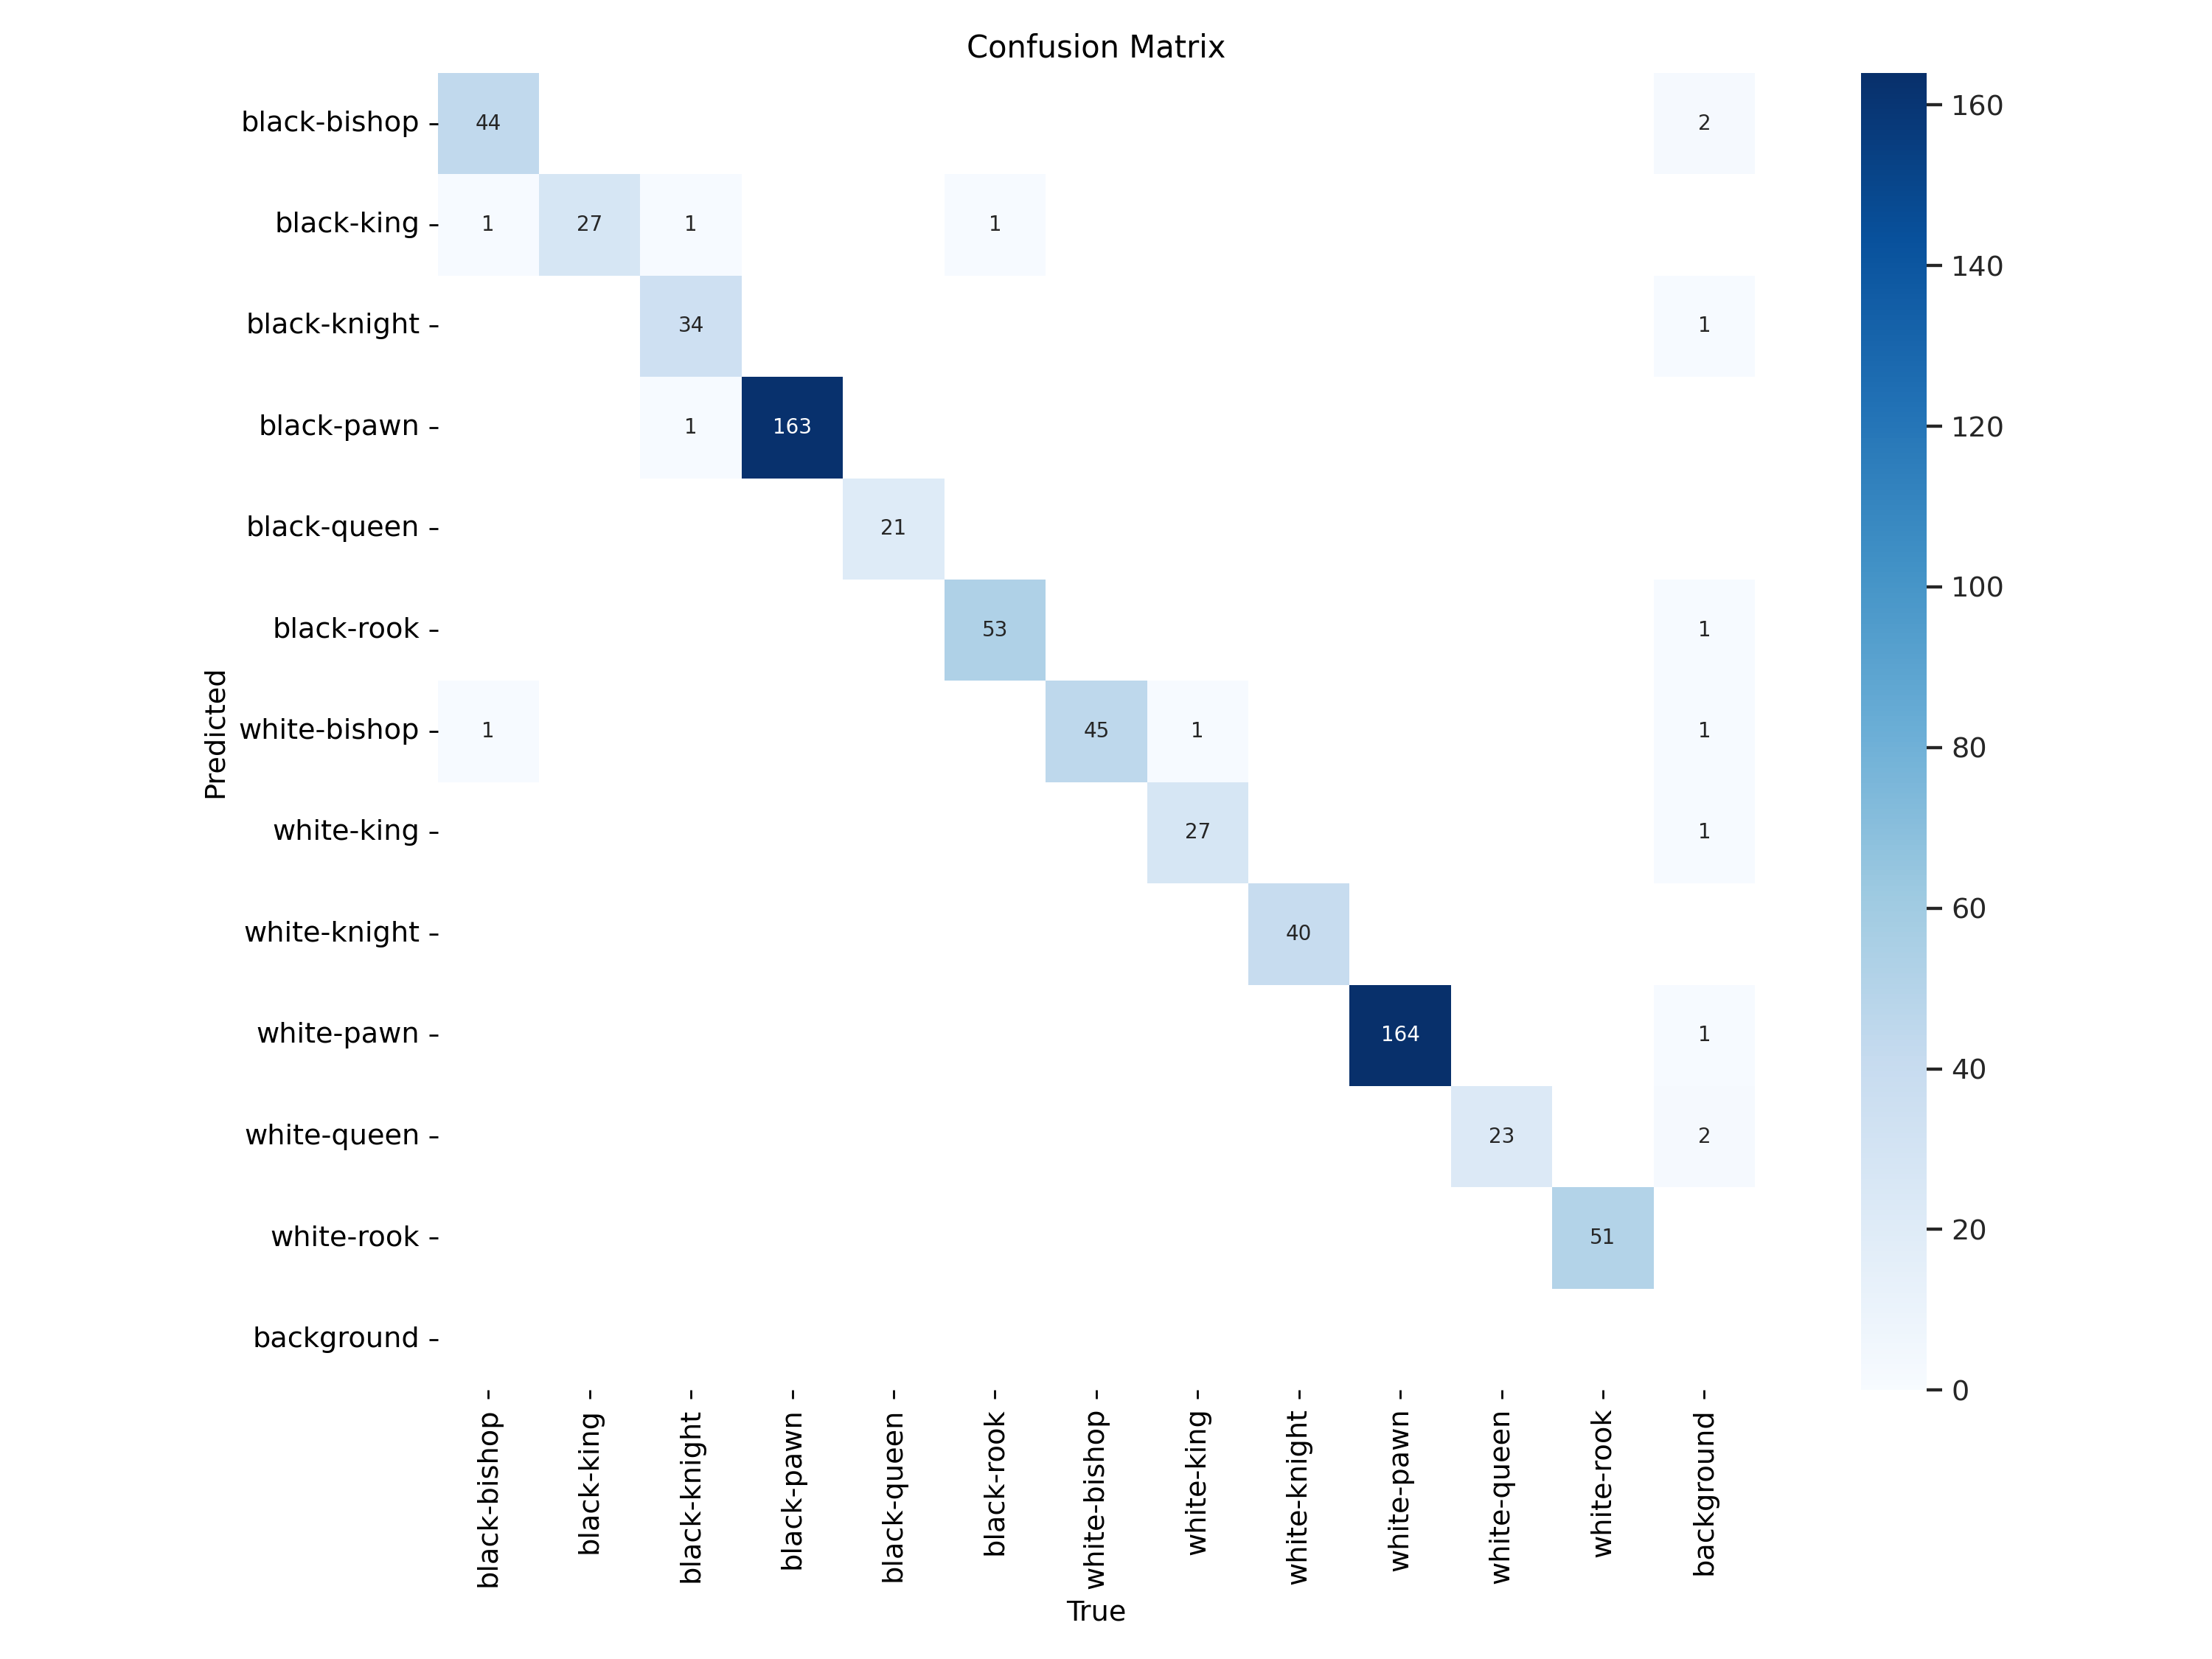 Confusion Matrix
black-bishop 44 2 160
black-king 1 27 1 1 140
black-knight 34 1
black-pawn 1 163 120
black-queen 21 100
black-rook 53 1
Predicted
white-bishop 1 45 1 1 80
white-king 27 1
white-knight 40 60
white-pawn 164 1 40
white-queen 23 2
white-rook 51 20
background 0
black-bishop black-king black-knight black-pawn black-queen black-rook white-bishop white-king white-knight white-pawn white-queen white-rook background
True